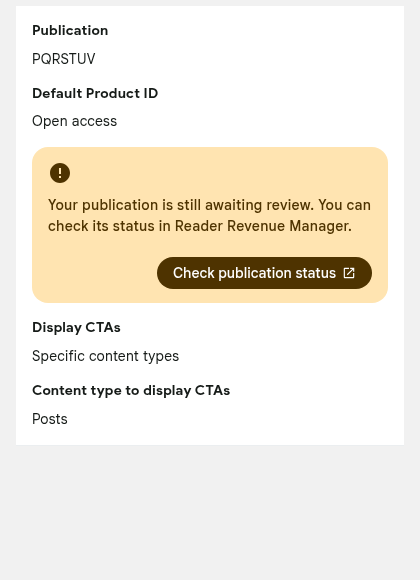 Publication
PQRSTUV
Default Product ID
Open access
Your publication is still awaiting review. You can
check its status in Reader Revenue Manager.
Check publication status
Display CTAs
Specific content types
Content type to display CTAs
Posts